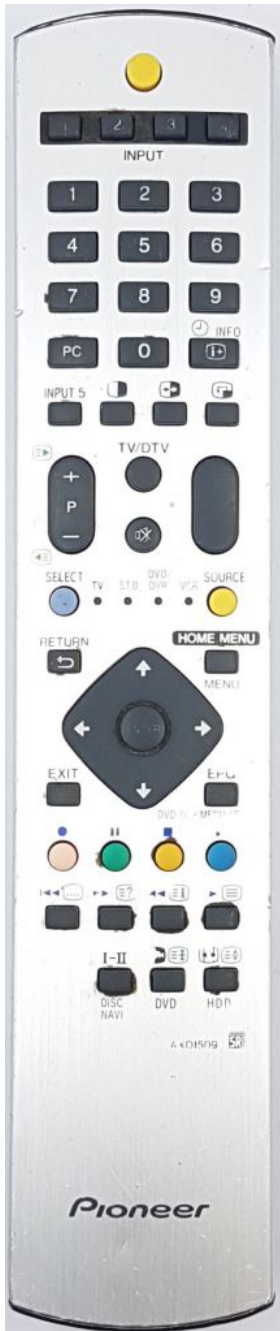 1 2 3 4
INPUT
1 2 3
4 5 6
7 8 9
INFO
PC 0 i+
INPUT 5
TV/DTV
+
P
−
SELECT TV STB DVD/DVR VCR SOURCE
RETURN HOME MENU
MENU
EXIT EPG
I-II
DISC NAVI DVD HDD
SR
Pioneer